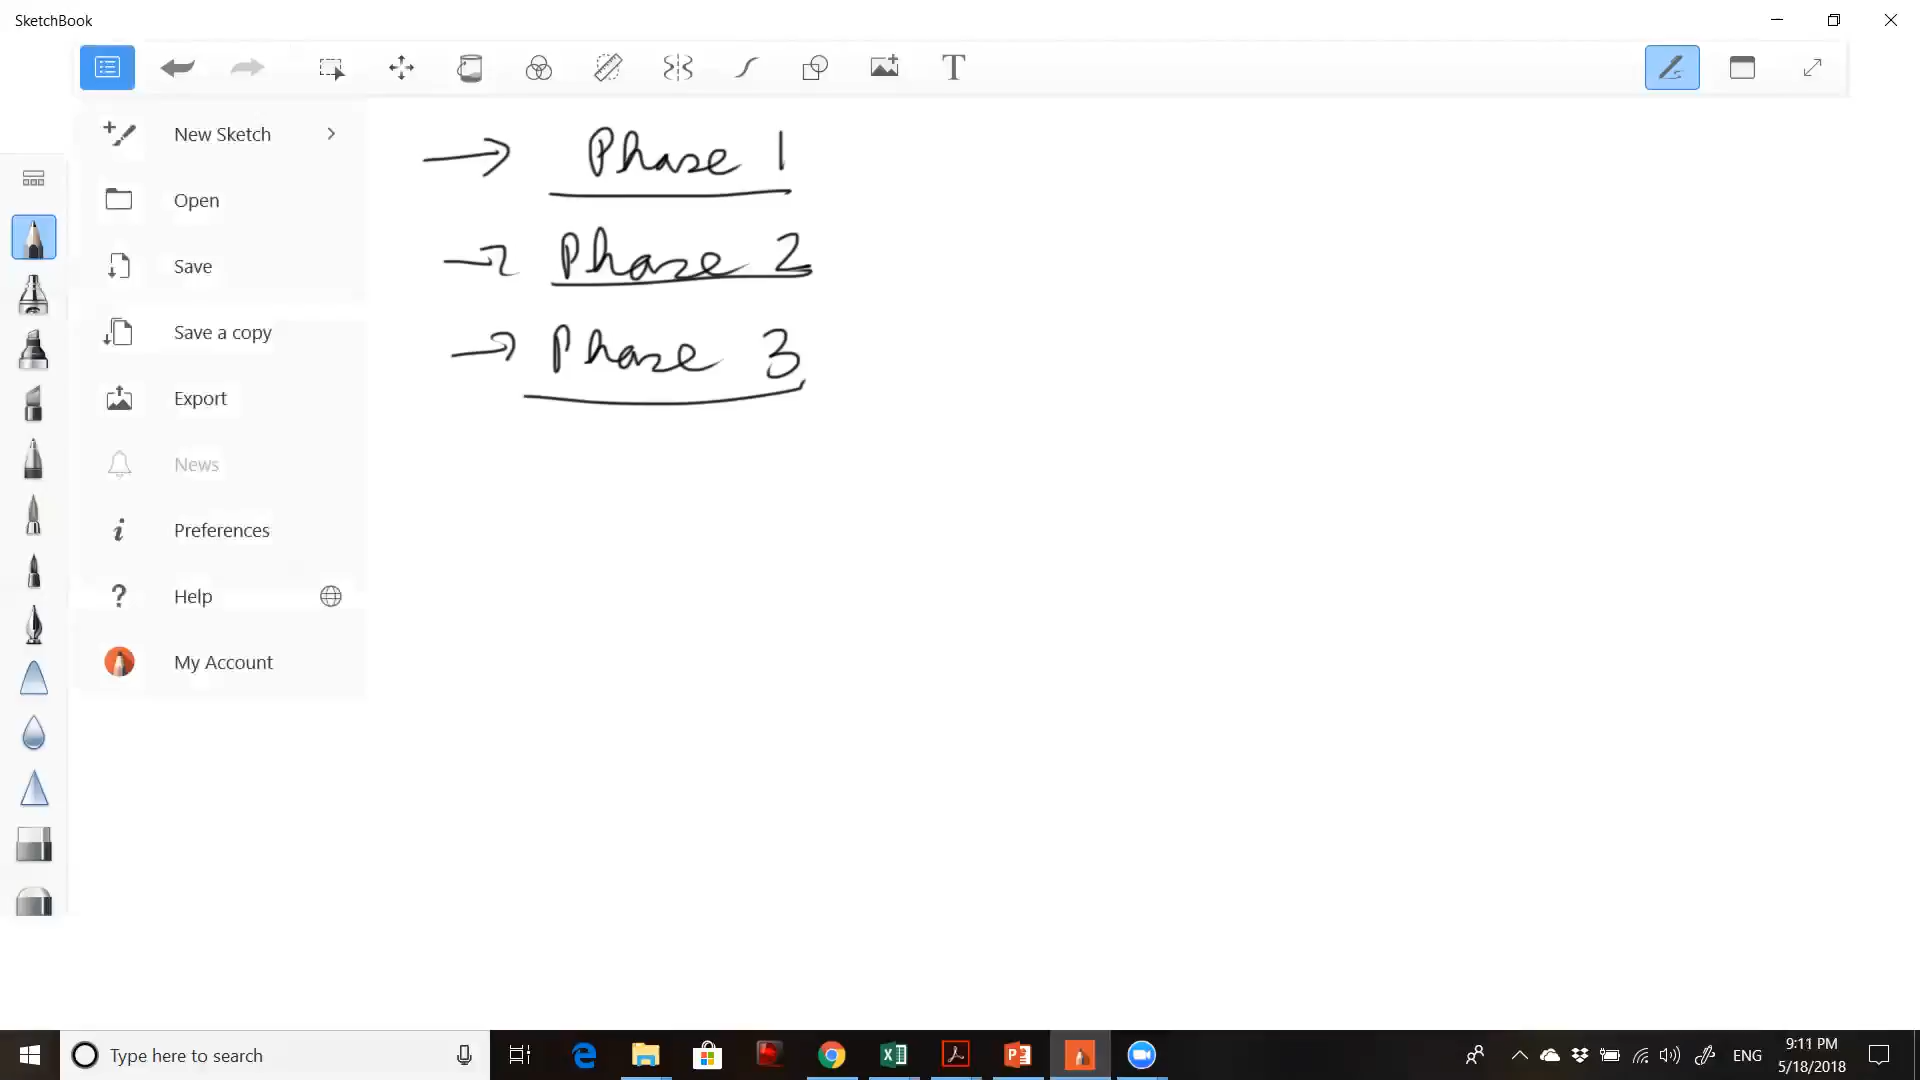 SketchBook
New Sketch
Open
Save
Save a copy
Export
News
Preferences
? Help
My Account
T
→ Phase 1
→ Phase 2
→ Phase 3
Type here to search
ENG
9:11 PM
5/18/2018